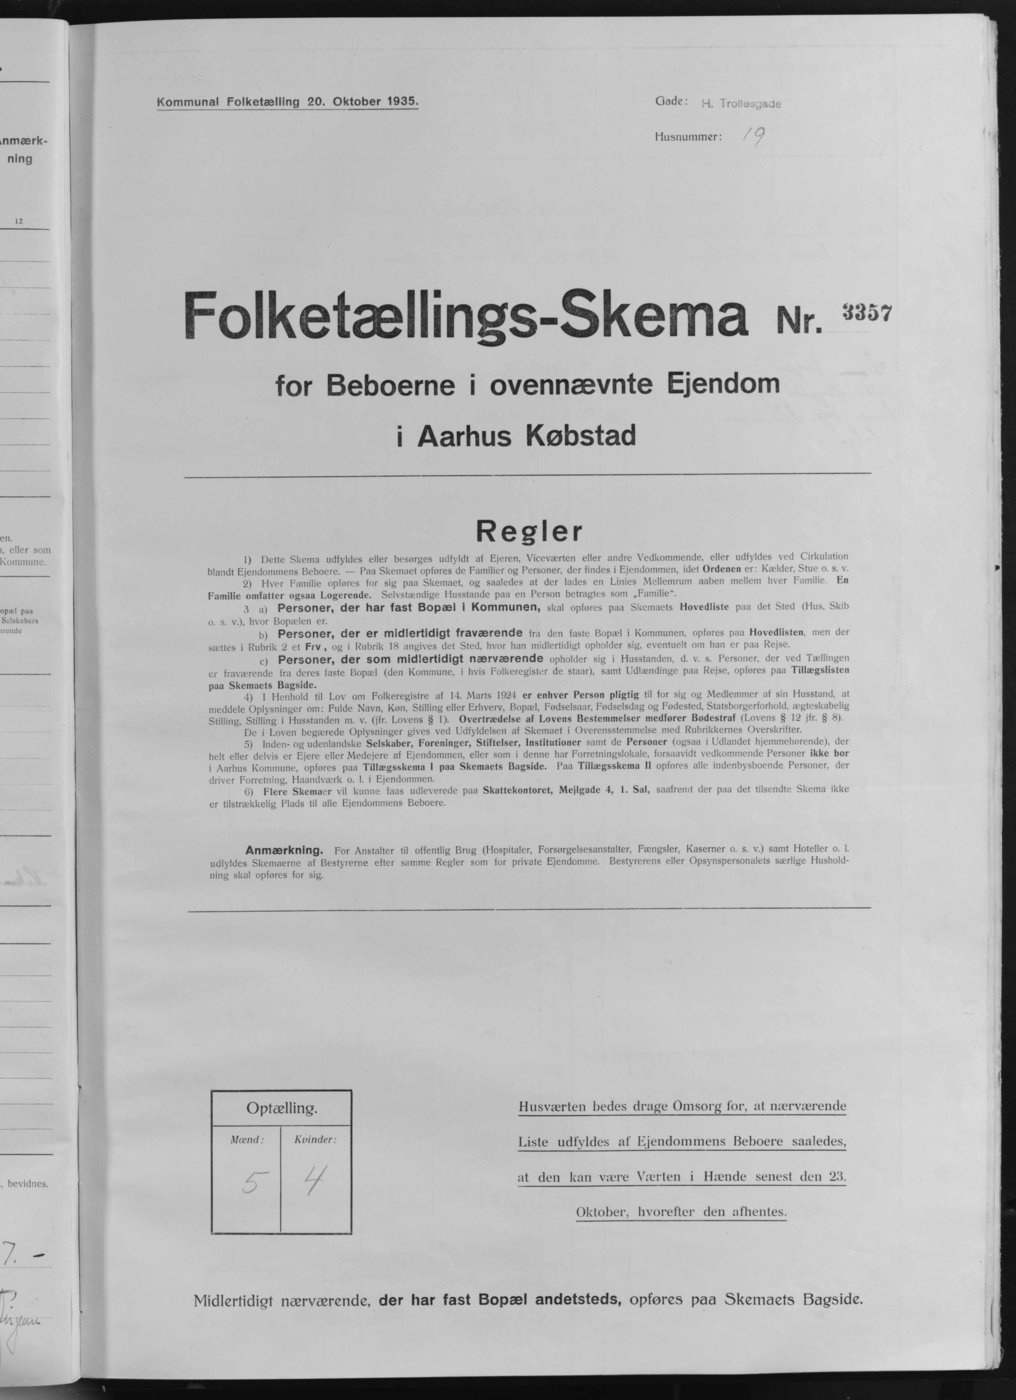 nmærk-
ning
12
en.
, eller som
Kommune.
opæl paa
Selskabers
ørende
, bevidnes.
7. -
Kommunal Folketælling 20. Oktober 1935.
Gade: H. Trollesgade
Husnummer: 19
Folketællings-Skema Nr. 3357
for Beboerne i ovennævnte Ejendom
i Aarhus Købstad
Regler
1) Dette Skema udfyldes eller besørges udfyldt af Ejeren, Viceværten eller andre Vedkommende, eller udfyldes ved Cirkulation
blandt Ejendommens Beboere. — Paa Skemaet opføres de Familier og Personer, der findes i Ejendommen, idet Ordenen er: Kælder, Stue o. s. v.
2) Hver Familie opføres for sig paa Skemaet, og saaledes at der lades en Linies Mellemrum aaben mellem hver Familie. En
Familie omfatter ogsaa Logerende. Selvstændige Husstande paa en Person betragtes som „Familie".
3 a) Personer, der har fast Bopæl i Kommunen, skal opføres paa Skemaets Hovedliste paa det Sted (Hus, Skib
o. s. v.), hvor Bopælen er.
b) Personer, der er midlertidigt fraværende fra den faste Bopæl i Kommunen, opføres paa Hovedlisten, men der
sættes i Rubrik 2 et Frv, og i Rubrik 18 angives det Sted, hvor han midlertidigt opholder sig, eventuelt om han er paa Rejse.
c) Personer, der som midlertidigt nærværende opholder sig i Husstanden, d. v. s. Personer, der ved Tællingen
er fraværende fra deres faste Bopæl (den Kommune, i hvis Folkeregister de staar), samt Udlændinge paa Rejse, opføres paa Tillægslisten
paa Skemaets Bagside.
4) I Henhold til Lov om Folkeregistre af 14. Marts 1924 er enhver Person pligtig til for sig og Medlemmer af sin Husstand, at
meddele Oplysninger om: Fulde Navn, Køn, Stilling eller Erhverv, Bopæl, Fødselsaar, Fødselsdag og Fødested, Statsborgerforhold, ægteskabelig
Stilling, Stilling i Husstanden m. v. (jfr. Lovens § 1). Overtrædelse af Lovens Bestemmelser medfører Bødestraf (Lovens § 12 jfr. § 8).
De i Loven begærede Oplysninger gives ved Udfyldelsen af Skemaet i Overensstemmelse med Rubrikkernes Overskrifter.
5) Inden- og udenlandske Selskaber, Foreninger, Stiftelser, Institutioner samt de Personer (ogsaa i Udlandet hjemmehørende), der
helt eller delvis er Ejere eller Medejere af Ejendommen, eller som i denne har Forretningslokale, forsaavidt vedkommende Personer ikke bor
i Aarhus Kommune, opføres paa Tillægsskema I paa Skemaets Bagside. Paa Tillægsskema II opføres alle indenbysboende Personer, der
driver Forretning, Haandværk o. l. i Ejendommen.
6) Flere Skemaer vil kunne faas udleverede paa Skattekontoret, Mejlgade 4, 1. Sal, saafremt der paa det tilsendte Skema ikke
er tilstrækkelig Plads til alle Ejendommens Beboere.
Anmærkning. For Anstalter til offentlig Brug (Hospitaler, Forsørgelsesanstalter, Fængsler, Kaserner o. s. v.) samt Hoteller o. l.
udfyldes Skemaerne af Bestyrerne efter samme Regler som for private Ejendomme. Bestyrerens eller Opsynspersonalets særlige Hushold-
ning skal opføres for sig.
Optælling.
Mænd: Kvinder:
5 4
Husværten bedes drage Omsorg for, at nærværende
Liste udfyldes af Ejendommens Beboere saaledes,
at den kan være Værten i Hænde senest den 23.
Oktober, hvorefter den afhentes.
Midlertidigt nærværende, der har fast Bopæl andetsteds, opføres paa Skemaets Bagside.